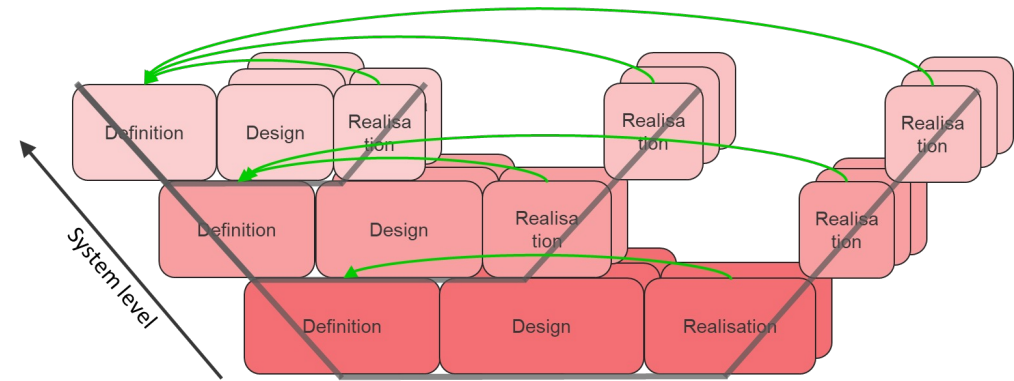 Definition
Design
Realisa
tion
Realisa
tion
Realisa
tion
Definition
Design
Realisa
tion
Realisa
tion
System level
Definition
Design
Realisation